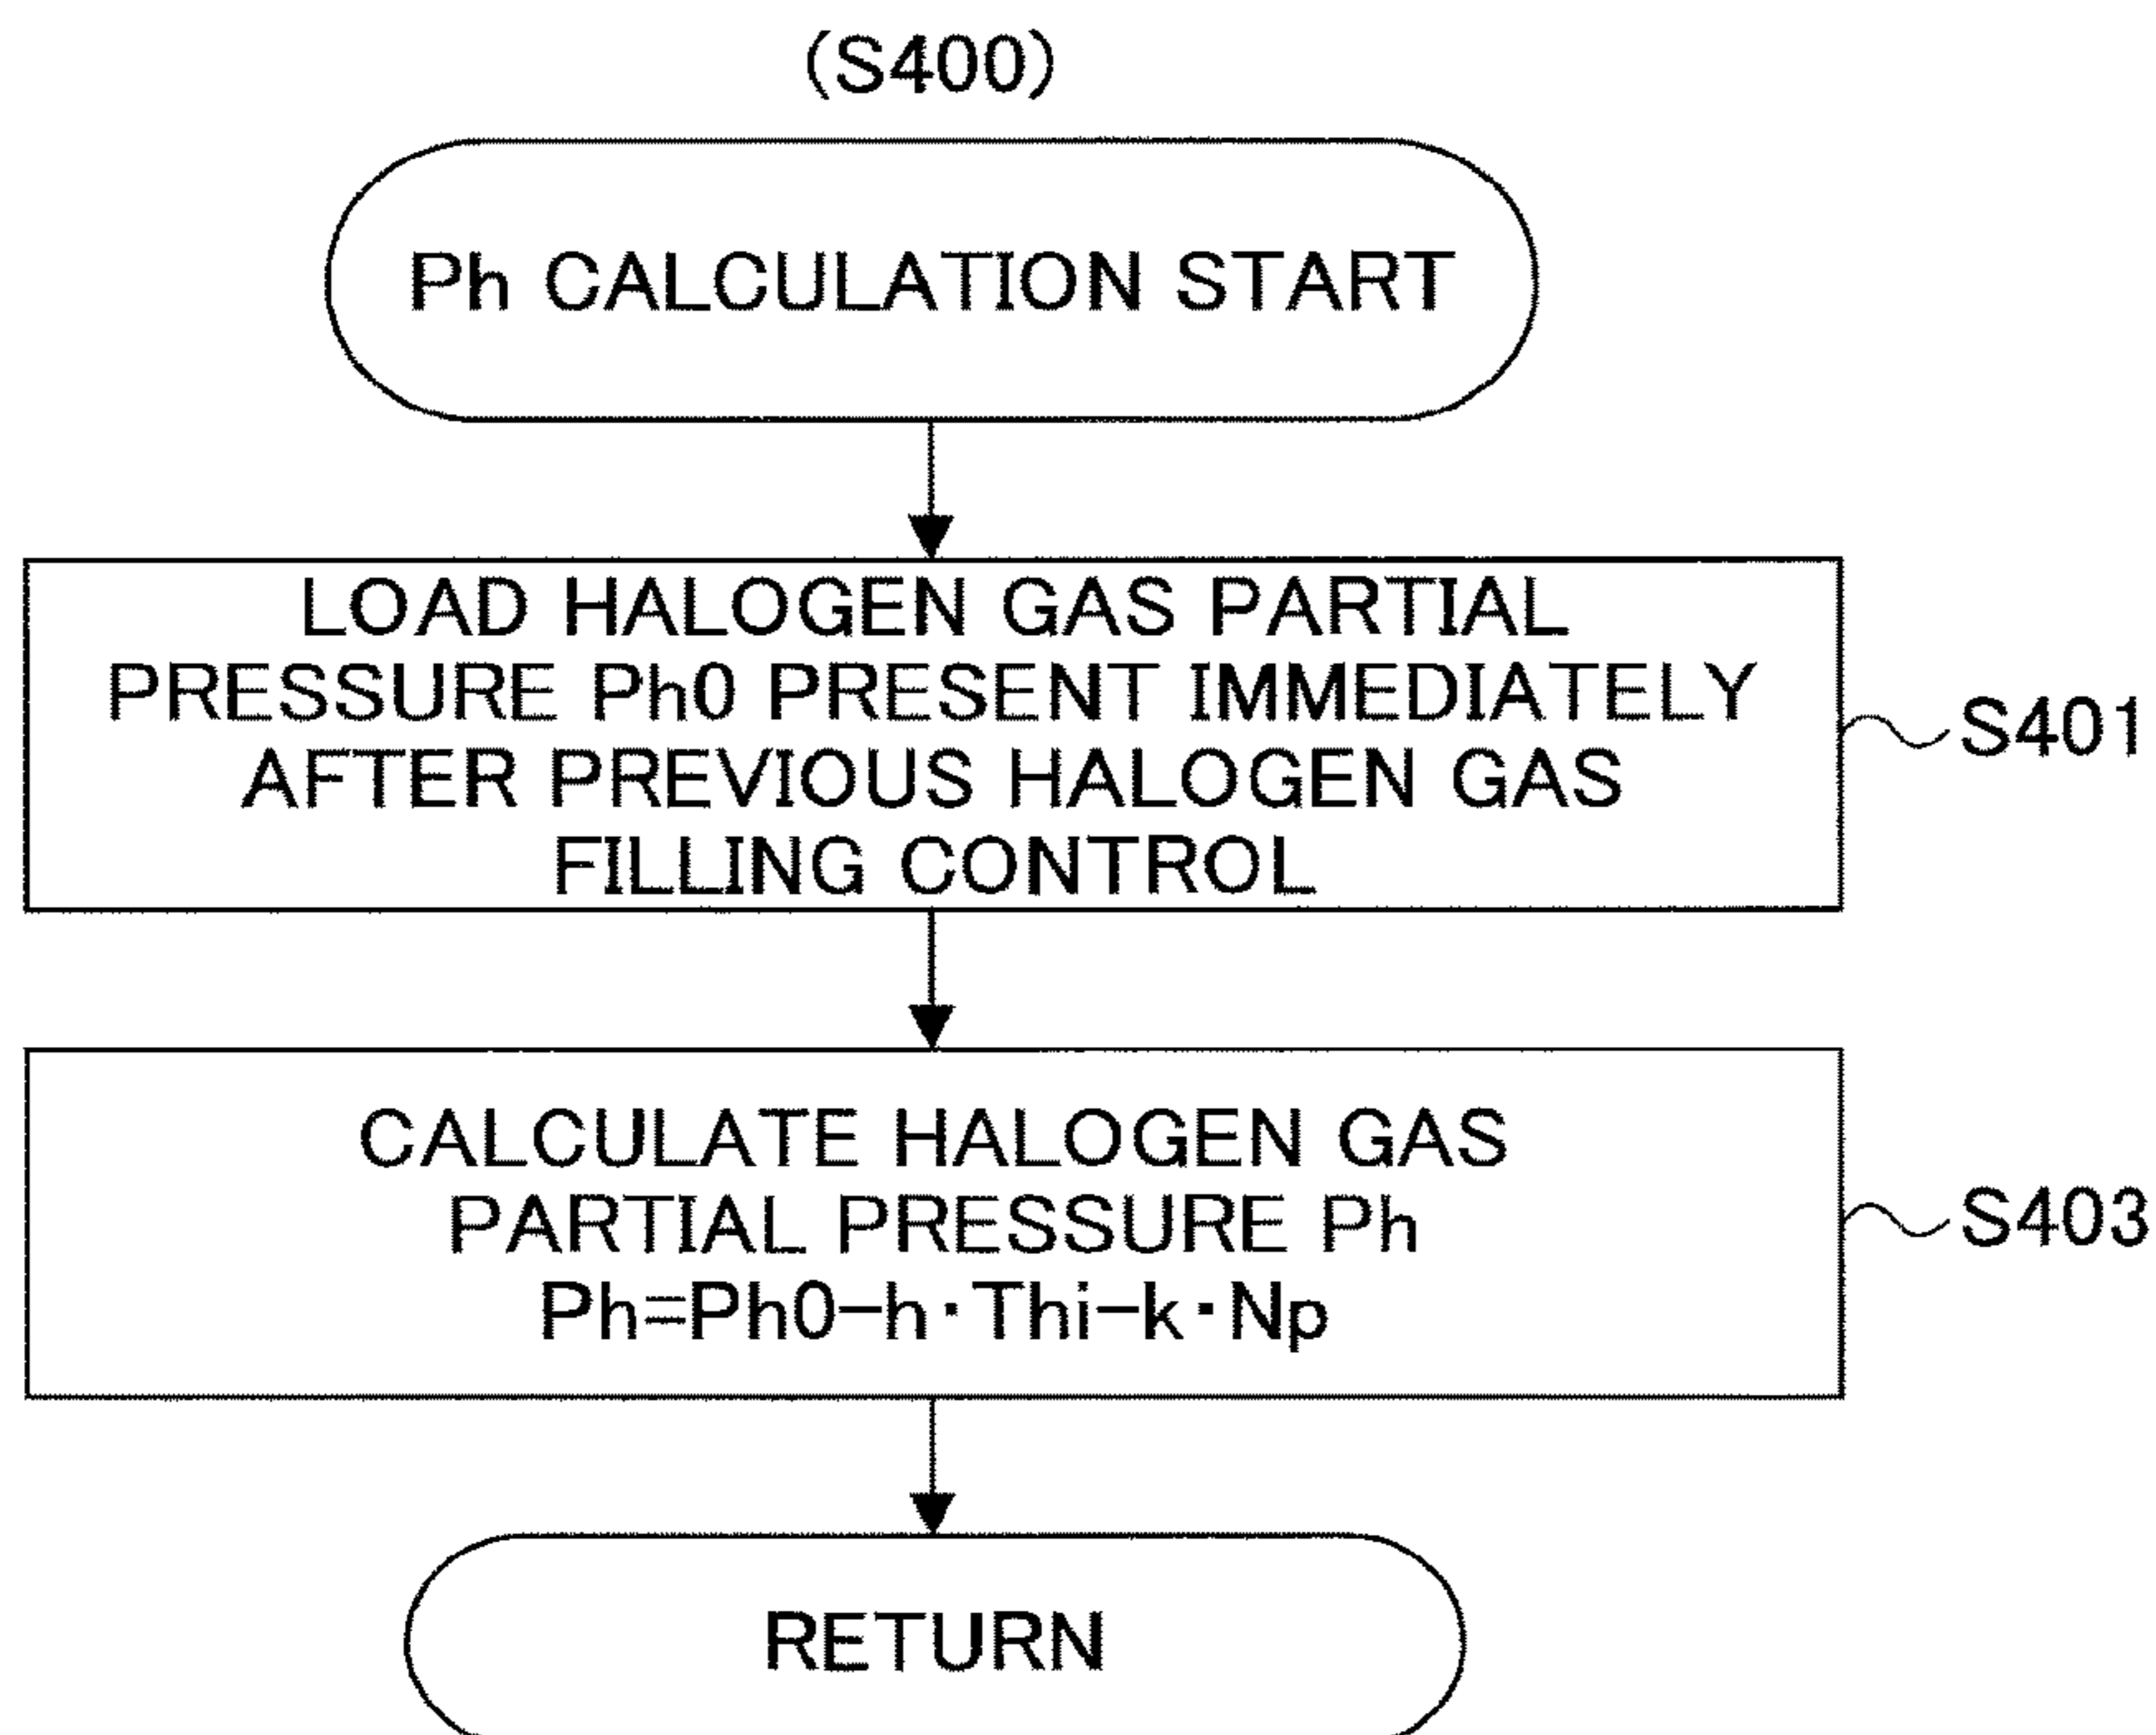 (S400)
Ph CALCULATION START
LOAD HALOGEN GAS PARTIAL
PRESSURE Ph0 PRESENT IMMEDIATELY
AFTER PREVIOUS HALOGEN GAS
FILLING CONTROL
S401
CALCULATE HALOGEN GAS
PARTIAL PRESSURE Ph
Ph=Ph0-h·Thi-k·Np
S403
RETURN